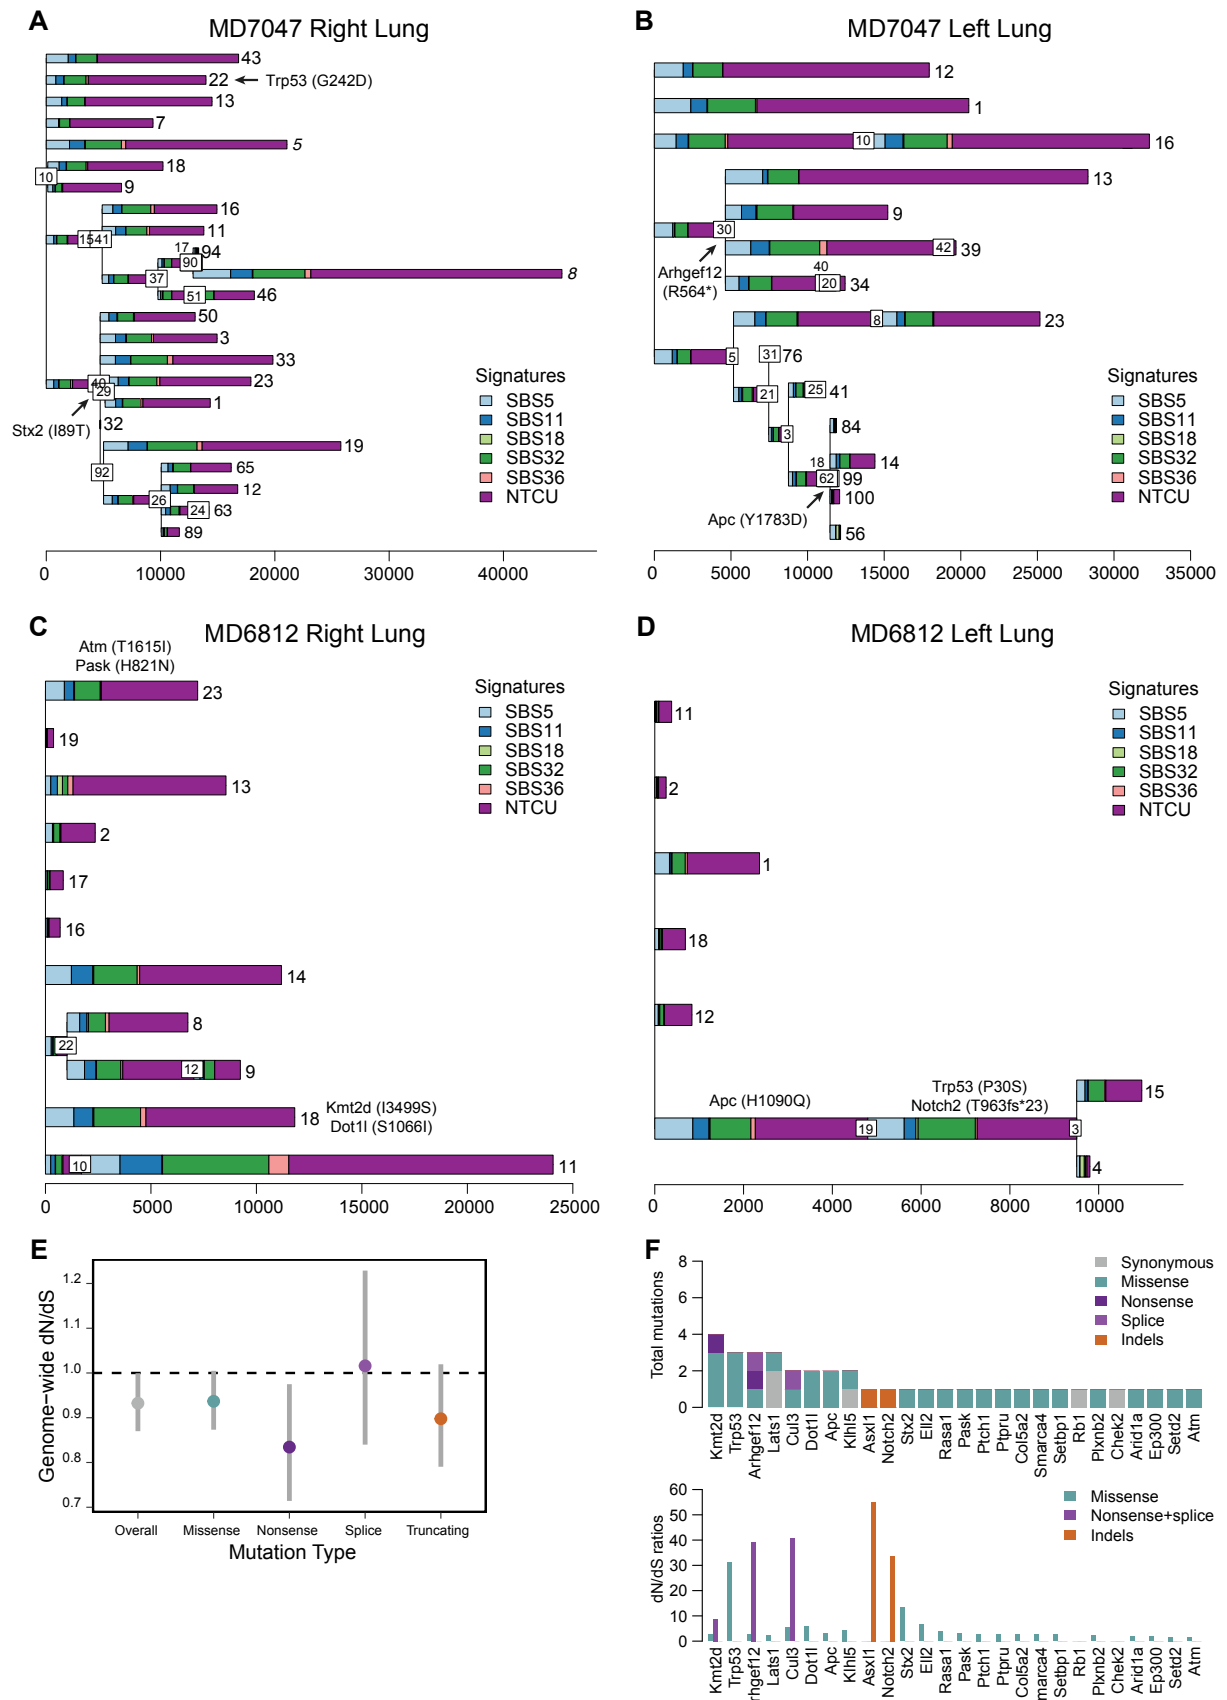 A
MD7047 Right Lung
43
22
Trp53 (G242D)
13
7
5
18
10
9
16
11
15
41
17
94
90
8
37
51
46
50
3
33
40
23
29
1
Stx2 (I89T)
32
19
92
65
12
26
24
63
89
Signatures
SBS5
SBS11
SBS18
SBS32
SBS36
NTCU
0
10000
20000
30000
40000
B
MD7047 Left Lung
12
1
10
16
13
9
30
42
39
Arhgef12
(R564*)
40
20
34
8
23
5
31
76
21
25
41
3
84
18
14
62
99
Apc (Y1783D)
100
56
Signatures
SBS5
SBS11
SBS18
SBS32
SBS36
NTCU
0
5000
10000
15000
20000
25000
30000
35000
C
MD6812 Right Lung
Atm (T1615I)
Pask (H821N)
23
19
13
2
17
16
14
8
22
12
9
18
Kmt2d (I3499S)
Dot1l (S1066I)
10
11
Signatures
SBS5
SBS11
SBS18
SBS32
SBS36
NTCU
0
5000
10000
15000
20000
25000
D
MD6812 Left Lung
11
2
1
18
12
15
Apc (H1090Q)
Trp53 (P30S)
Notch2 (T963fs*23)
19
3
4
Signatures
SBS5
SBS11
SBS18
SBS32
SBS36
NTCU
0
2000
4000
6000
8000
10000
E
Genome−wide dN/dS
1.2
1.1
1.0
0.9
0.8
0.7
Overall
Missense
Nonsense
Splice
Truncating
Mutation Type
F
Total mutations
8
6
4
2
0
Synonymous
Missense
Nonsense
Splice
Indels
Kmt2d
Trp53
Arhgef12
Lats1
Cul3
Dot1l
Apc
Klhl5
Asxl1
Notch2
Stx2
Ell2
Rasa1
Pask
Ptch1
Ptpru
Col5a2
Smarca4
Setbp1
Rb1
Plxnb2
Chek2
Arid1a
Ep300
Setd2
Atm
dN/dS ratios
60
50
40
30
20
10
0
Missense
Nonsense+splice
Indels
Kmt2d
Trp53
Arhgef12
Lats1
Cul3
Dot1l
Apc
Klhl5
Asxl1
Notch2
Stx2
Ell2
Rasa1
Pask
Ptch1
Ptpru
Col5a2
Smarca4
Setbp1
Rb1
Plxnb2
Chek2
Arid1a
Ep300
Setd2
Atm